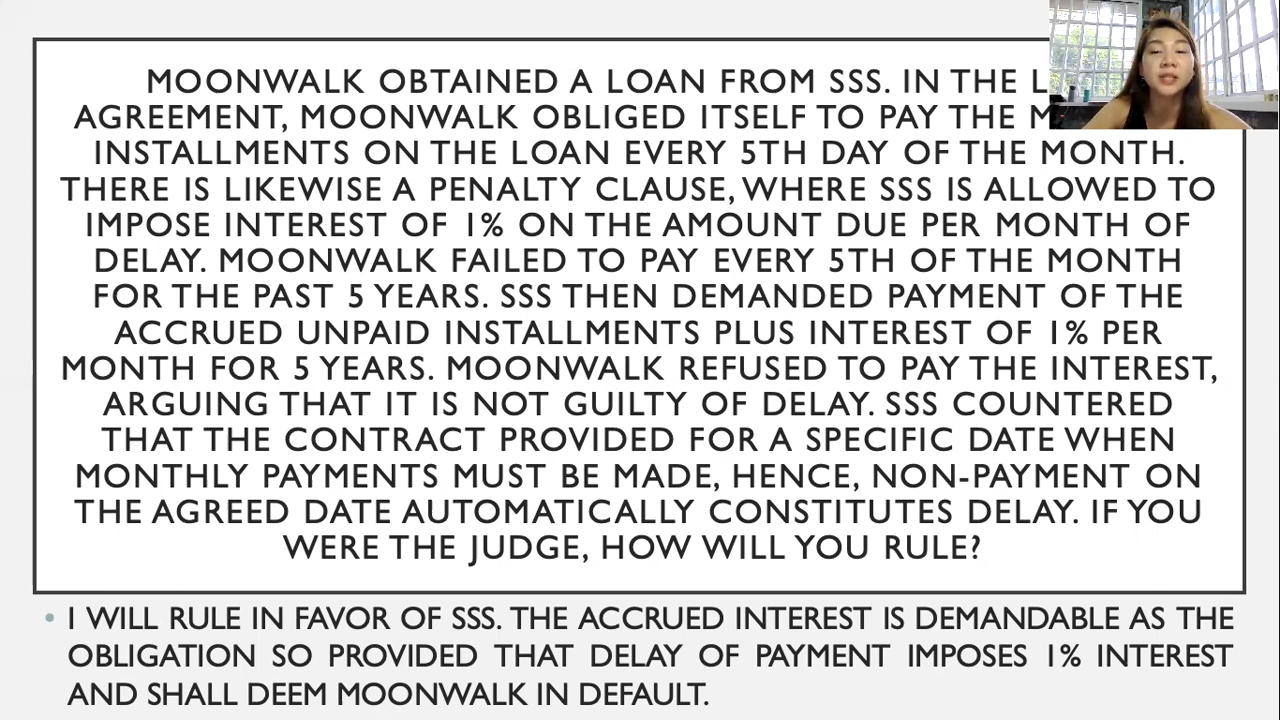 MOONWALK OBTAINED A LOAN FROM SSS. IN THE
AGREEMENT, MOONWALK OBLIGED ITSELF TO PAY THE
INSTALLMENTS ON THE LOAN EVERY 5TH DAY OF THE MONTH.
THERE IS LIKEWISE A PENALTY CLAUSE, WHERE SSS IS ALLOWED TO
IMPOSE INTEREST OF 1% ON THE AMOUNT DUE PER MONTH OF
DELAY. MOONWALK FAILED TO PAY EVERY 5TH OF THE MONTH
FOR THE PAST 5 YEARS. SSS THEN DEMANDED PAYMENT OF THE
ACCRUED UNPAID INSTALLMENTS PLUS INTEREST OF 1% PER
MONTH FOR 5 YEARS. MOONWALK REFUSED TO PAY THE INTEREST,
ARGUING THAT IT IS NOT GUILTY OF DELAY. SSS COUNTERED
THAT THE CONTRACT PROVIDED FOR A SPECIFIC DATE WHEN
MONTHLY PAYMENTS MUST BE MADE, HENCE, NON-PAYMENT ON
THE AGREED DATE AUTOMATICALLY CONSTITUTES DELAY. IF YOU
WERE THE JUDGE, HOW WILL YOU RULE?
• I WILL RULE IN FAVOR OF SSS. THE ACCRUED INTEREST IS DEMANDABLE AS THE
OBLIGATION SO PROVIDED THAT DELAY OF PAYMENT IMPOSES 1% INTEREST
AND SHALL DEEM MOONWALK IN DEFAULT.